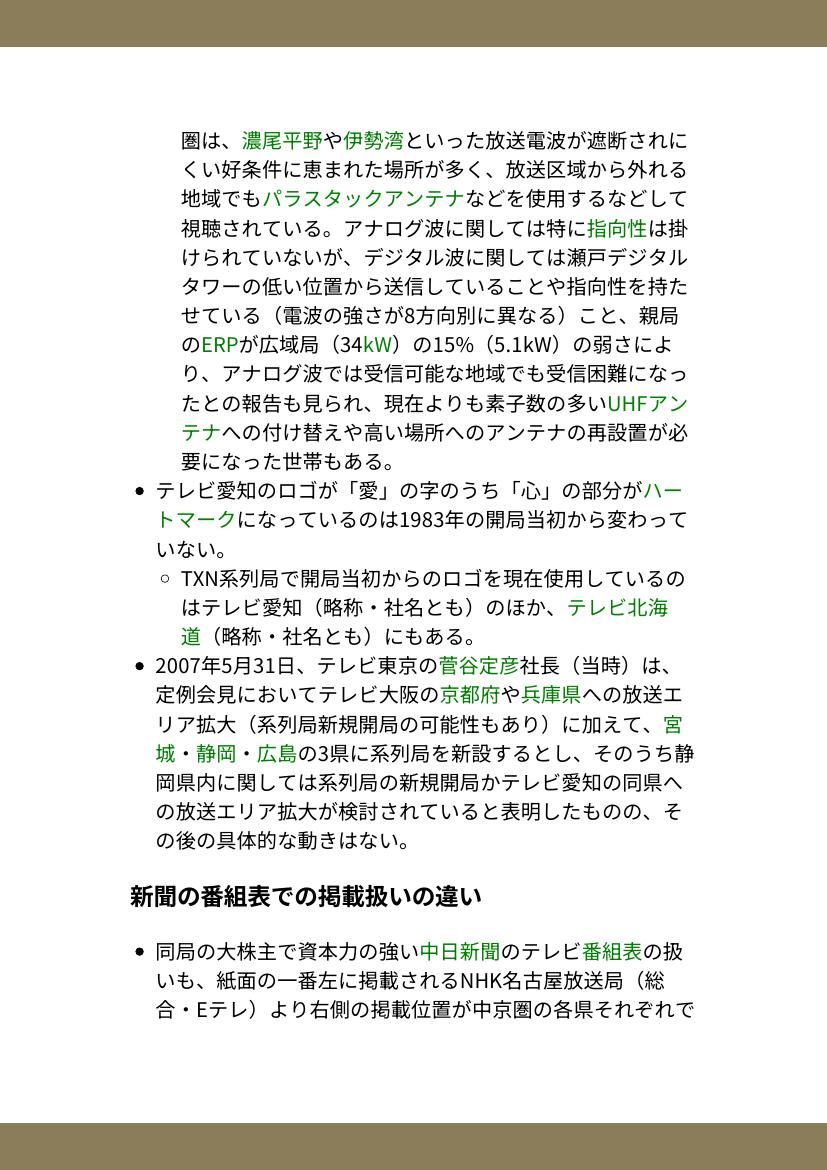 圏は、濃尾平野や伊勢湾といった放送電波が遮断されに
くい好条件に恵まれた場所が多く、放送区域から外れる
地域でもパラスタックアンテナなどを使用するなどして
視聴されている。アナログ波に関しては特に指向性は掛
けられていないが、デジタル波に関しては瀬戸デジタル
タワーの低い位置から送信していることや指向性を持た
せている（電波の強さが8方向別に異なる）こと、親局
のERPが広域局（34kW）の15%（5.1kW）の弱さによ
り、アナログ波では受信可能な地域でも受信困難になっ
たとの報告も見られ、現在よりも素子数の多いUHFアン
テナへの付け替えや高い場所へのアンテナの再設置が必
要になった世帯もある。
• テレビ愛知のロゴが「愛」の字のうち「心」の部分がハー
トマークになっているのは1983年の開局当初から変わって
いない。
◦ TXN系列局で開局当初からのロゴを現在使用しているの
はテレビ愛知（略称・社名とも）のほか、テレビ北海
道（略称・社名とも）にもある。
• 2007年5月31日、テレビ東京の菅谷定彦社長（当時）は、
定例会見においてテレビ大阪の京都府や兵庫県への放送エ
リア拡大（系列局新規開局の可能性もあり）に加えて、宮
城・静岡・広島の3県に系列局を新設するとし、そのうち静
岡県内に関しては系列局の新規開局かテレビ愛知の同県へ
の放送エリア拡大が検討されていると表明したものの、そ
の後の具体的な動きはない。
新聞の番組表での掲載扱いの違い
• 同局の大株主で資本力の強い中日新聞のテレビ番組表の扱
いも、紙面の一番左に掲載されるNHK名古屋放送局（総
合・Eテレ）より右側の掲載位置が中京圏の各県それぞれで